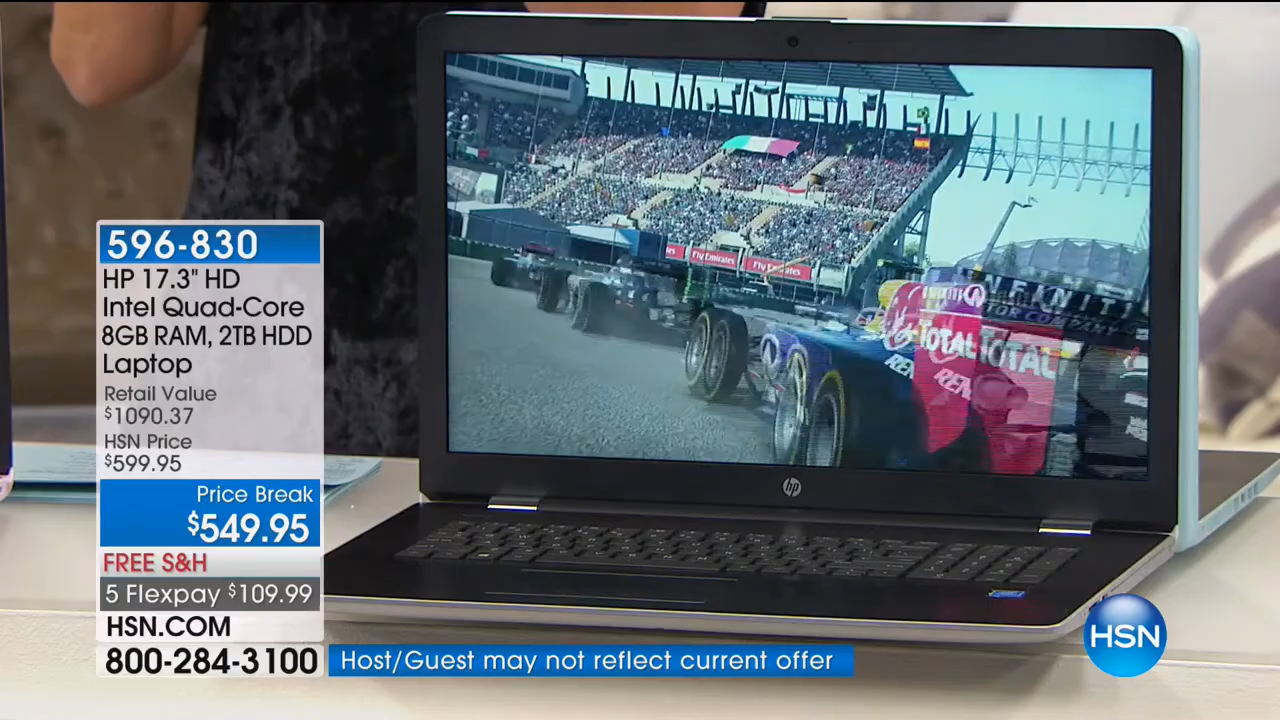 596-830
HP 17.3" HD
Intel Quad-Core
8GB RAM, 2TB HDD
Laptop
Retail Value
$1090.37
HSN Price
$599.95
Price Break
$549.95
FREE S&H
5 Flexpay $109.99
HSN.COM
800-284-3100
Host/Guest may not reflect current offer
HSN
hp
Fly Emirates
Fly Emirates
INFINITI
TOTAL TOTAL